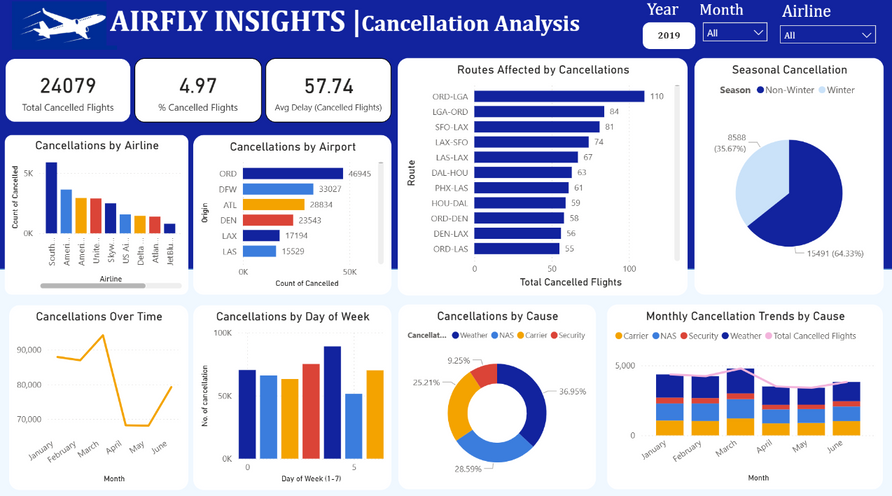 AIRFLY INSIGHTS |Cancellation Analysis
Year
2019
Month
All
Airline
All
24079
Total Cancelled Flights
4.97
% Cancelled Flights
57.74
Avg Delay (Cancelled Flights)
Cancellations by Airline
Count of Cancelled
5K
0K
South...
Ameri...
Ameri...
Unite...
Skyw...
US Ai...
Delta ...
Atlan...
JetBlu...
Airline
Cancellations by Airport
Origin
ORD 46945
DFW 33027
ATL 28834
DEN 23543
LAX 17194
LAS 15529
0K 50K
Count of Cancelled
Routes Affected by Cancellations
Route
ORD-LGA 110
LGA-ORD 84
SFO-LAX 81
LAX-SFO 74
LAS-LAX 67
DAL-HOU 63
PHX-LAS 61
HOU-DAL 59
ORD-DEN 58
DEN-LAX 56
ORD-LAS 55
0 50 100
Total Cancelled Flights
Seasonal Cancellation
Season Non-Winter Winter
8588
(35.67%)
15491 (64.33%)
Cancellations Over Time
90,000
80,000
70,000
January
February
March
April
May
June
Month
Cancellations by Day of Week
No. of cancellation
100K
50K
0K
0 5
Day of Week (1-7)
Cancellations by Cause
Cancellat... Weather NAS Carrier Security
9.25%
25.21%
36.95%
28.59%
Monthly Cancellation Trends by Cause
Carrier NAS Security Weather Total Cancelled Flights
5,000
0
January
February
March
April
May
June
Month